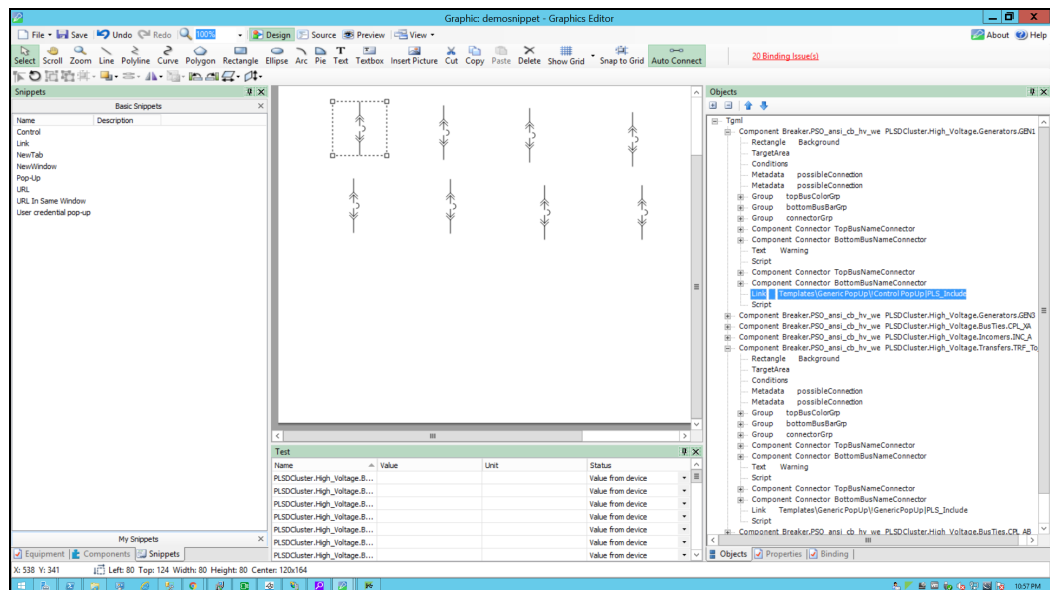 Graphic: demosnippet - Graphics Editor
File Save Undo Redo 100% Design Source Preview View About Help
Select Scroll Zoom Line Polyline Curve Polygon Rectangle Ellipse Arc Pie Text Textbox Insert Picture Cut Copy Paste Delete Show Grid Snap to Grid Auto Connect 20 Binding Issue(s)
Snippets
Basic Snippets
Name Description
Control
Link
NewTab
NewWindow
Pop-Up
URL
URL In Same Window
User credential pop-up
My Snippets
Equipment Components Snippets
Test
Name Value Unit Status
PLSDCluster.High_Voltage.B... Value from device
PLSDCluster.High_Voltage.B... Value from device
PLSDCluster.High_Voltage.B... Value from device
PLSDCluster.High_Voltage.B... Value from device
PLSDCluster.High_Voltage.B... Value from device
PLSDCluster.High_Voltage.B... Value from device
PLSDCluster.High_Voltage.B... Value from device
Objects
Tgml
Component Breaker.PSO_ansi_cb_hv_we PLSDCluster.High_Voltage.Generators.GEN1
Rectangle Background
TargetArea
Conditions
Metadata possibleConnection
Metadata possibleConnection
Group topBusColorGrp
Group bottomBusBarGrp
Group connectorGrp
Component Connector TopBusNameConnector
Component Connector BottomBusNameConnector
Text Warning
Script
Component Connector TopBusNameConnector
Component Connector BottomBusNameConnector
Link Templates\GenericPopUp\!ControlPopUp|PLS_Include
Script
Component Breaker.PSO_ansi_cb_hv_we PLSDCluster.High_Voltage.Generators.GEN3
Component Breaker.PSO_ansi_cb_hv_we PLSDCluster.High_Voltage.BusTies.CPL_XA
Component Breaker.PSO_ansi_cb_hv_we PLSDCluster.High_Voltage.Incomers.INC_A
Component Breaker.PSO_ansi_cb_hv_we PLSDCluster.High_Voltage.Transfers.TRF_To
Rectangle Background
TargetArea
Conditions
Metadata possibleConnection
Metadata possibleConnection
Group topBusColorGrp
Group bottomBusBarGrp
Group connectorGrp
Component Connector TopBusNameConnector
Component Connector BottomBusNameConnector
Text Warning
Script
Component Connector TopBusNameConnector
Component Connector BottomBusNameConnector
Link Templates\GenericPopUp\!GenericPopUp|PLS_Include
Script
Component Breaker.PSO_ansi_cb_hv_we PLSDCluster.High_Voltage.BusTies.CPL_AB
Objects Properties Binding
X: 538 Y: 341 Left: 80 Top: 124 Width: 80 Height: 80 Center: 120x164
10:57 PM